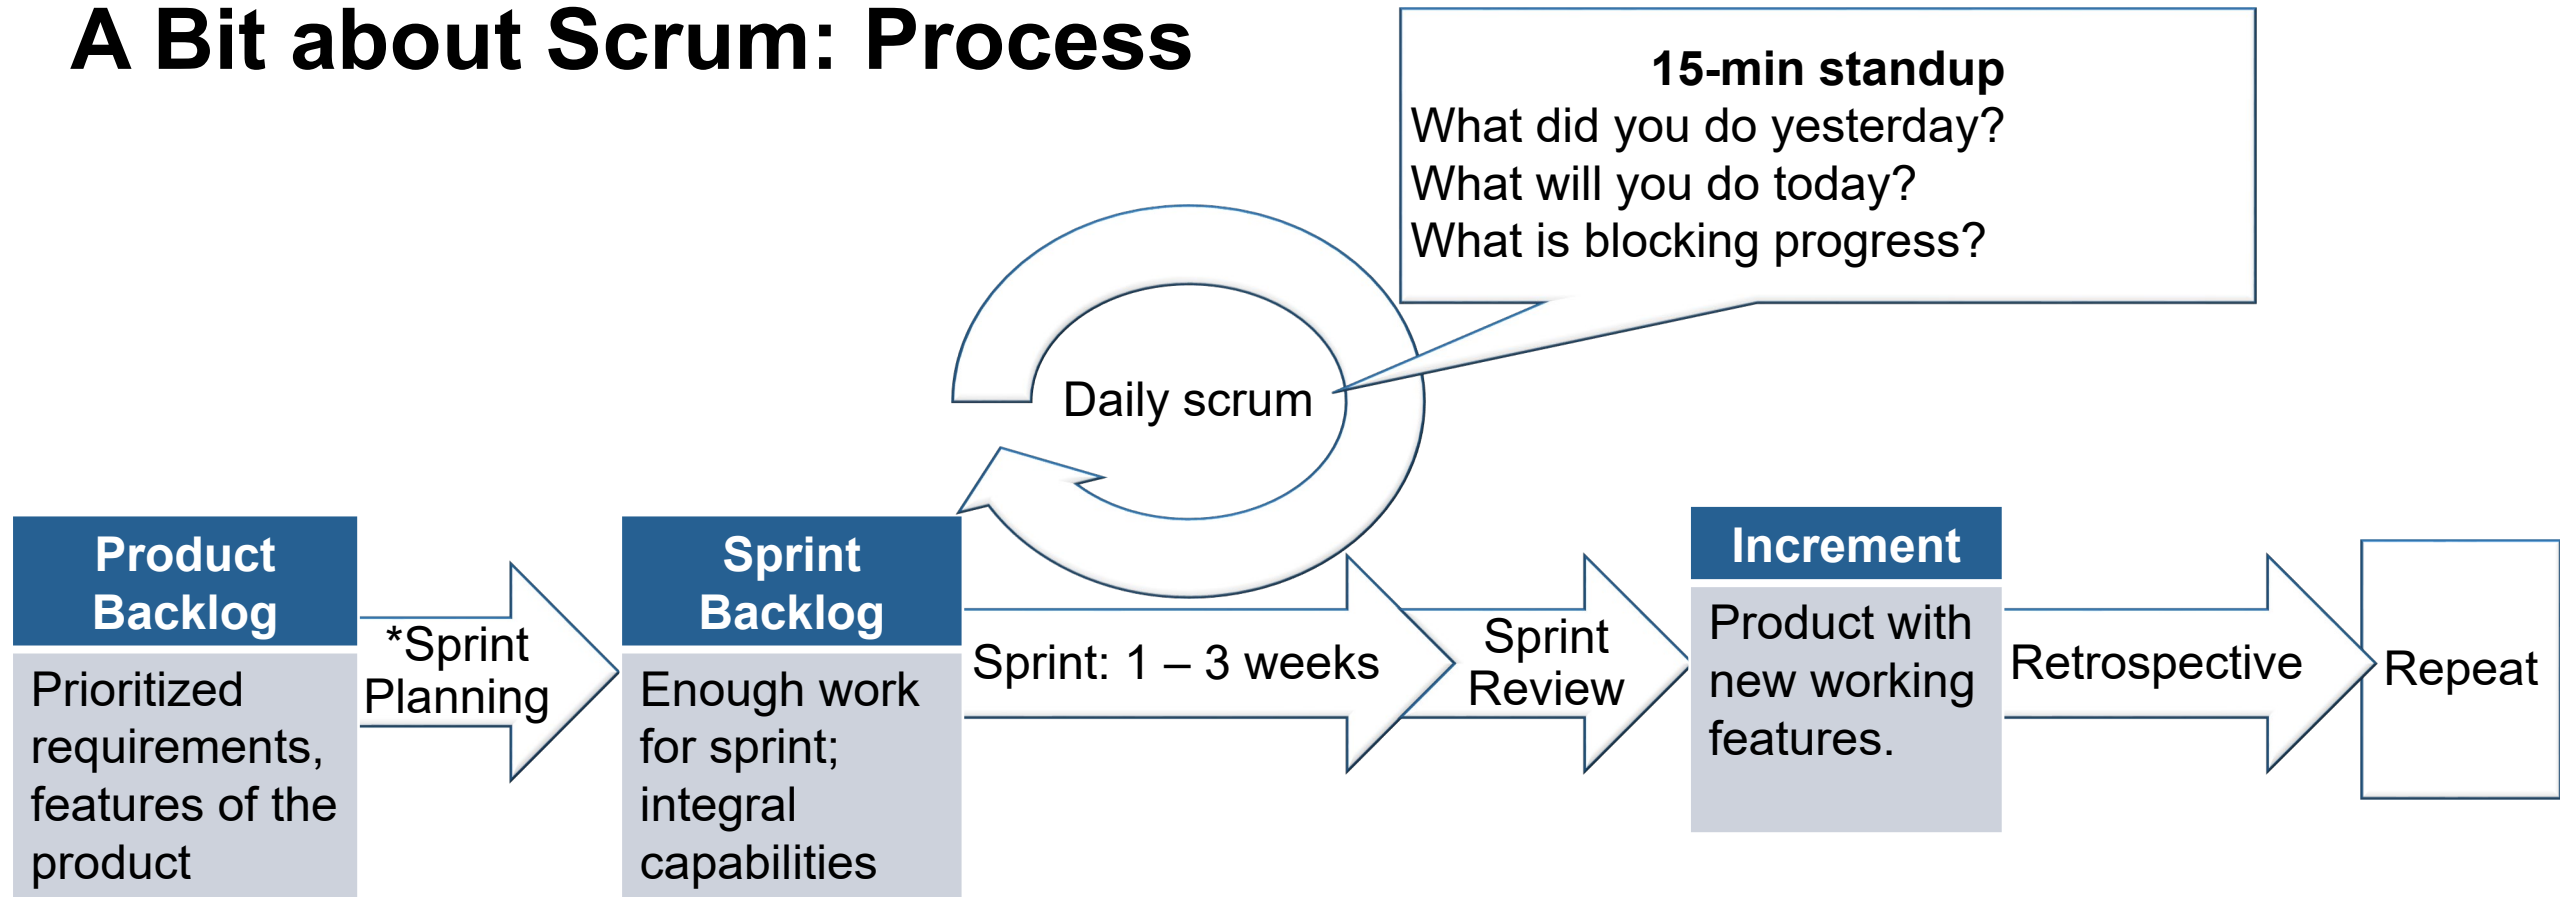 A Bit about Scrum: Process
15-min standup
What did you do yesterday?
What will you do today?
What is blocking progress?
Daily scrum
Product
Backlog
Prioritized
requirements,
features of the
product
*Sprint
Planning
Sprint
Backlog
Enough work
for sprint;
integral
capabilities
Sprint: 1 – 3 weeks
Sprint
Review
Increment
Product with
new working
features.
Retrospective
Repeat